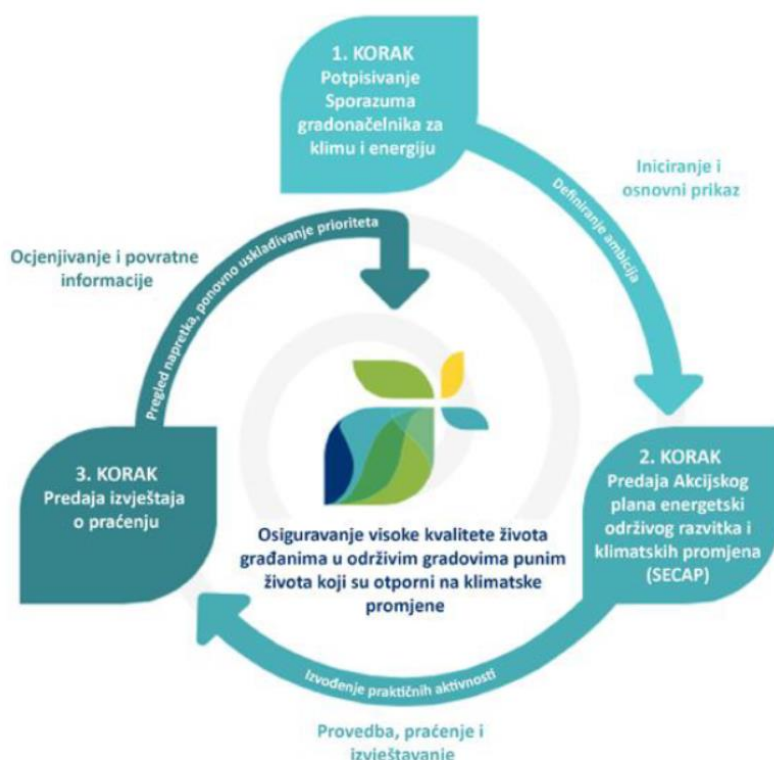 1. KORAK
Potpisivanje
Sporazuma
gradonačelnika za
klimu i energiju
Definiranje ambicija
Iniciranje i
osnovni prikaz
2. KORAK
Predaja Akcijskog
plana energetski
održivog razvitka i
klimatskih promjena
(SECAP)
Izvođenje praktičnih aktivnosti
Provedba, praćenje i
izvještavanje
3. KORAK
Predaja izvještaja
o praćenju
Pregled napretka, ponovno usklađivanje prioriteta
Ocjenjivanje i povratne
informacije
Osiguravanje visoke kvalitete života
građanima u održivim gradovima punim
života koji su otporni na klimatske
promjene